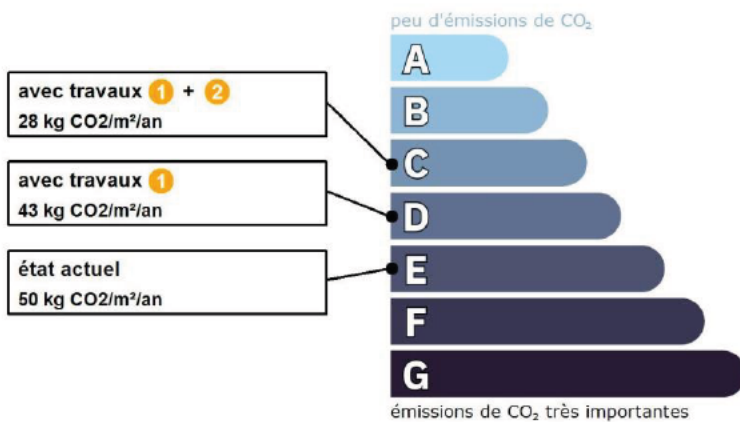 peu d'émissions de CO₂
A
avec travaux 1 + 2
28 kg CO2/m²/an
B
C
avec travaux 1
43 kg CO2/m²/an
D
état actuel
50 kg CO2/m²/an
E
F
G
émissions de CO₂ très importantes